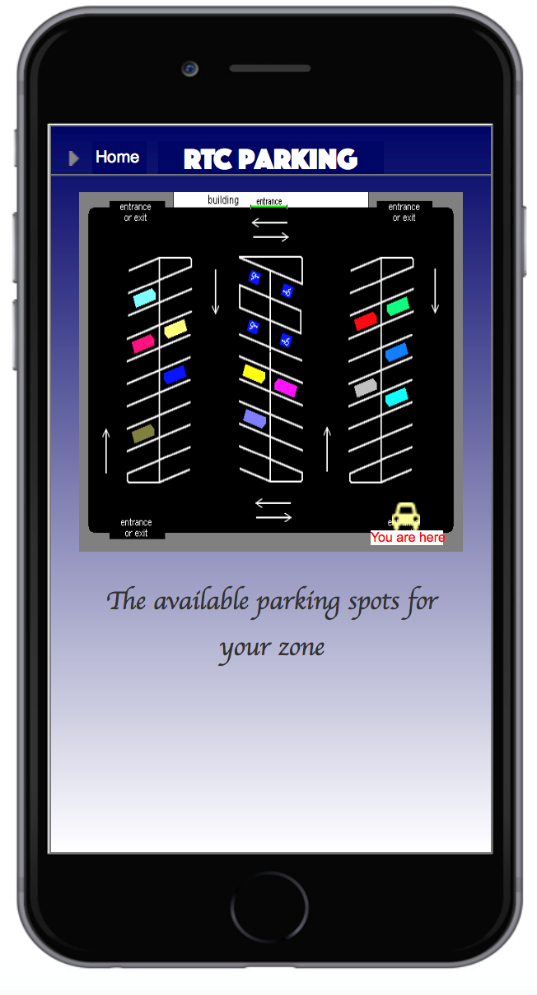 Home
RTC PARKING
building
entrance
entrance
or exit
entrance
or exit
entrance
or exit
You are here
The available parking spots for
your zone